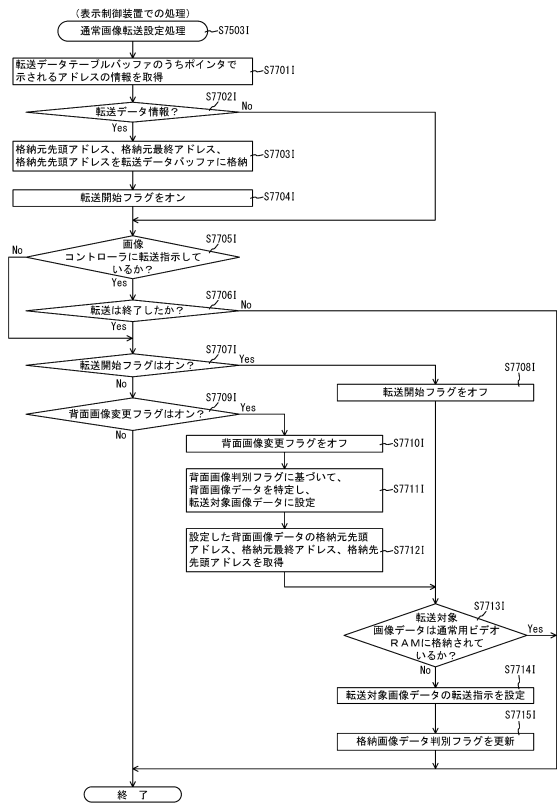 (表示制御装置での処理)
通常画像転送設定処理
S7503I
転送データテーブルバッファのうちポインタで
示されるアドレスの情報を取得
S7701I
S7702I
転送データ情報?
No
Yes
格納元先頭アドレス、格納元最終アドレス、
格納先先頭アドレスを転送データバッファに格納
S7703I
転送開始フラグをオン
S7704I
S7705I
画像
コントローラに転送指示して
いるか?
No
Yes
S7706I
転送は終了したか?
No
Yes
S7707I
転送開始フラグはオン?
Yes
No
S7708I
転送開始フラグをオフ
S7709I
背面画像変更フラグはオン?
Yes
No
背面画像変更フラグをオフ
S7710I
背面画像判別フラグに基づいて、
背面画像データを特定し、
転送対象画像データに設定
S7711I
設定した背面画像データの格納元先頭
アドレス、格納元最終アドレス、格納先
先頭アドレスを取得
S7712I
S7713I
転送対象
画像データは通常用ビデオ
RAMに格納されて
いるか?
Yes
No
S7714I
転送対象画像データの転送指示を設定
S7715I
格納画像データ判別フラグを更新
終 了